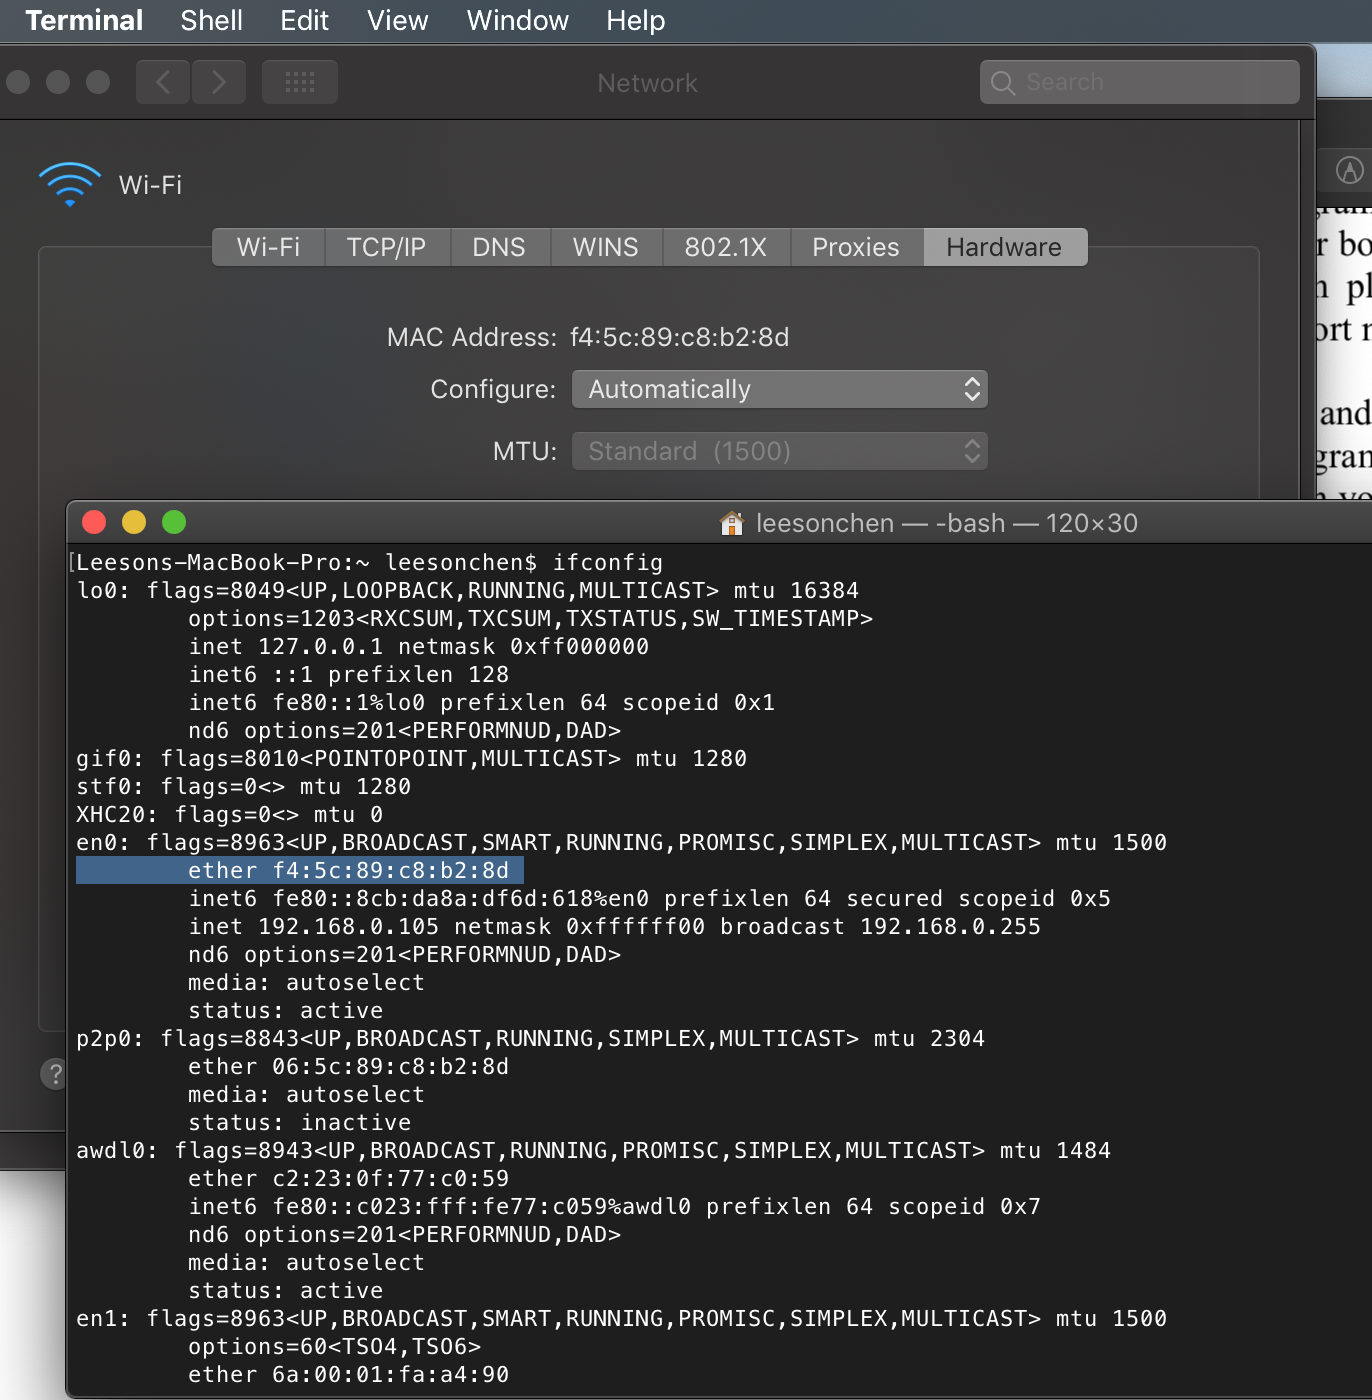 Terminal Shell Edit View Window Help
Network
Search
Wi-Fi
Wi-Fi TCP/IP DNS WINS 802.1X Proxies Hardware
MAC Address: f4:5c:89:c8:b2:8d
Configure: Automatically
MTU: Standard (1500)
and
leesonchen — -bash — 120×30
[Leesons-MacBook-Pro:~ leesonchen$ ifconfig
lo0: flags=8049<UP,LOOPBACK,RUNNING,MULTICAST> mtu 16384
options=1203<RXCSUM,TXCSUM,TXSTATUS,SW_TIMESTAMP>
inet 127.0.0.1 netmask 0xff000000
inet6 ::1 prefixlen 128
inet6 fe80::1%lo0 prefixlen 64 scopeid 0x1
nd6 options=201<PERFORMNUD,DAD>
gif0: flags=8010<POINTOPOINT,MULTICAST> mtu 1280
stf0: flags=0<> mtu 1280
XHC20: flags=0<> mtu 0
en0: flags=8963<UP,BROADCAST,SMART,RUNNING,PROMISC,SIMPLEX,MULTICAST> mtu 1500
ether f4:5c:89:c8:b2:8d
inet6 fe80::8cb:da8a:df6d:618%en0 prefixlen 64 secured scopeid 0x5
inet 192.168.0.105 netmask 0xffffff00 broadcast 192.168.0.255
nd6 options=201<PERFORMNUD,DAD>
media: autoselect
status: active
p2p0: flags=8843<UP,BROADCAST,RUNNING,SIMPLEX,MULTICAST> mtu 2304
ether 06:5c:89:c8:b2:8d
media: autoselect
status: inactive
?
awdl0: flags=8943<UP,BROADCAST,RUNNING,PROMISC,SIMPLEX,MULTICAST> mtu 1484
ether c2:23:0f:77:c0:59
inet6 fe80::c023:fff:fe77:c059%awdl0 prefixlen 64 scopeid 0x7
nd6 options=201<PERFORMNUD,DAD>
media: autoselect
status: active
en1: flags=8963<UP,BROADCAST,SMART,RUNNING,PROMISC,SIMPLEX,MULTICAST> mtu 1500
options=60<TSO4,TSO6>
ether 6a:00:01:fa:a4:90